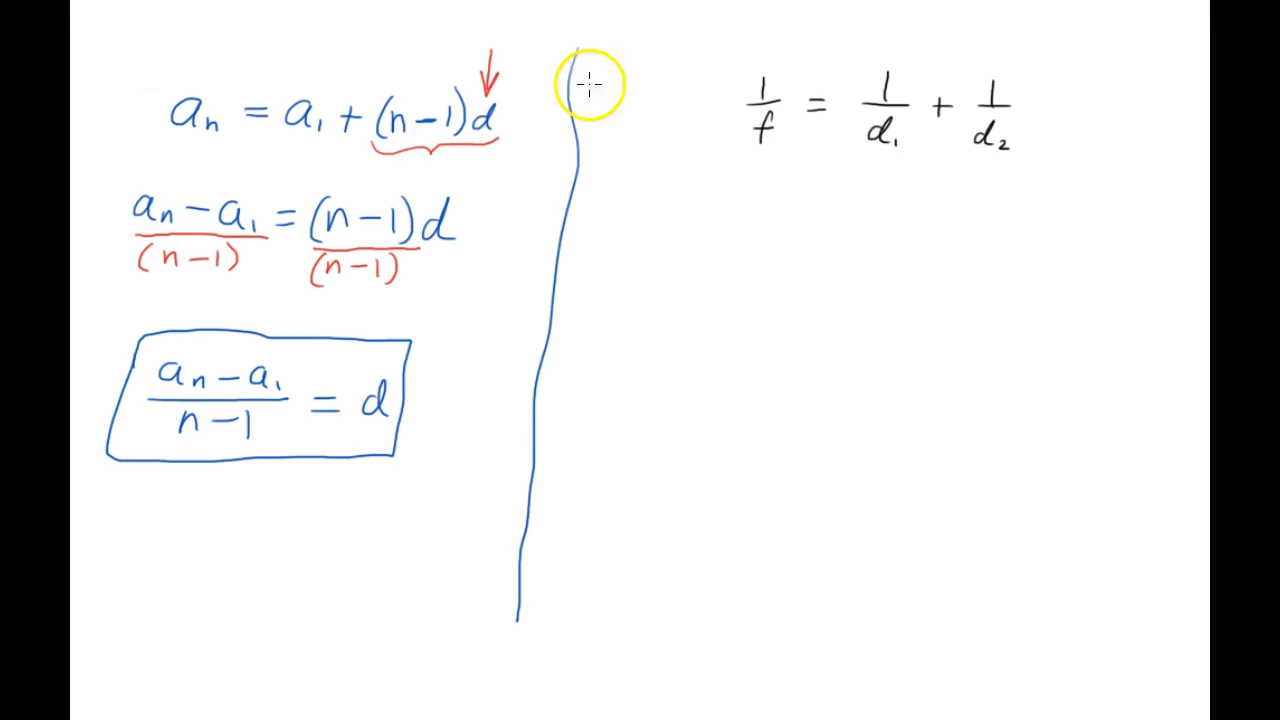 aₙ = a₁ + (n-1)d
aₙ - a₁ = (n-1)d
(n-1) (n-1)
aₙ - a₁
n-1
= d
1/f = 1/d₁ + 1/d₂